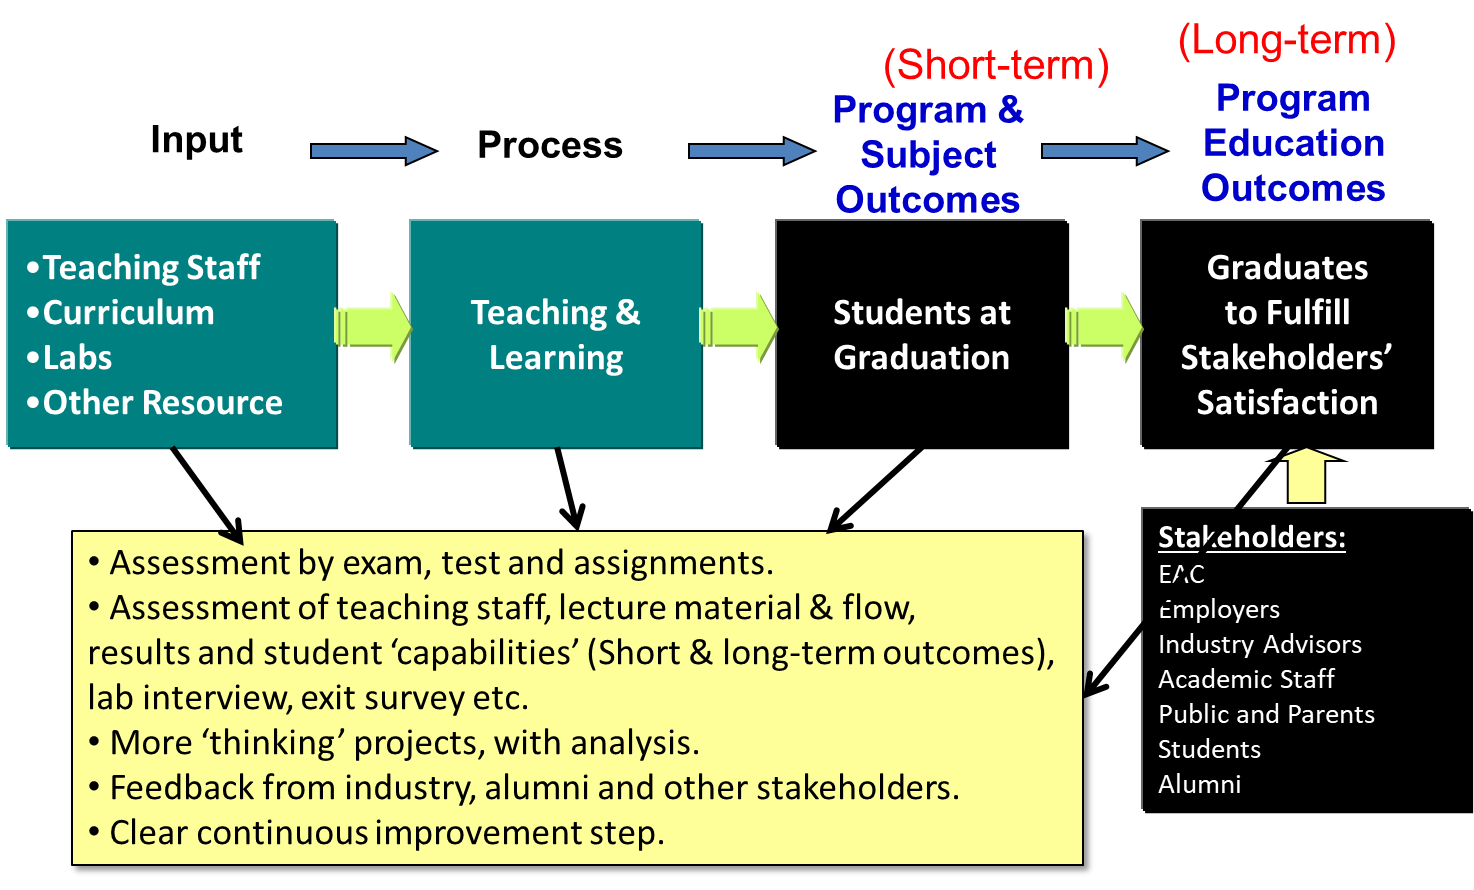 (Short-term)
(Long-term)
Input
Process
Program &
Subject
Outcomes
Program
Education
Outcomes
•Teaching Staff
•Curriculum
•Labs
•Other Resource
Teaching &
Learning
Students at
Graduation
Graduates
to Fulfill
Stakeholders’
Satisfaction
• Assessment by exam, test and assignments.
• Assessment of teaching staff, lecture material & flow,
results and student ‘capabilities’ (Short & long-term outcomes),
lab interview, exit survey etc.
• More ‘thinking’ projects, with analysis.
• Feedback from industry, alumni and other stakeholders.
• Clear continuous improvement step.
Stakeholders:
EAC
Employers
Industry Advisors
Academic Staff
Public and Parents
Students
Alumni